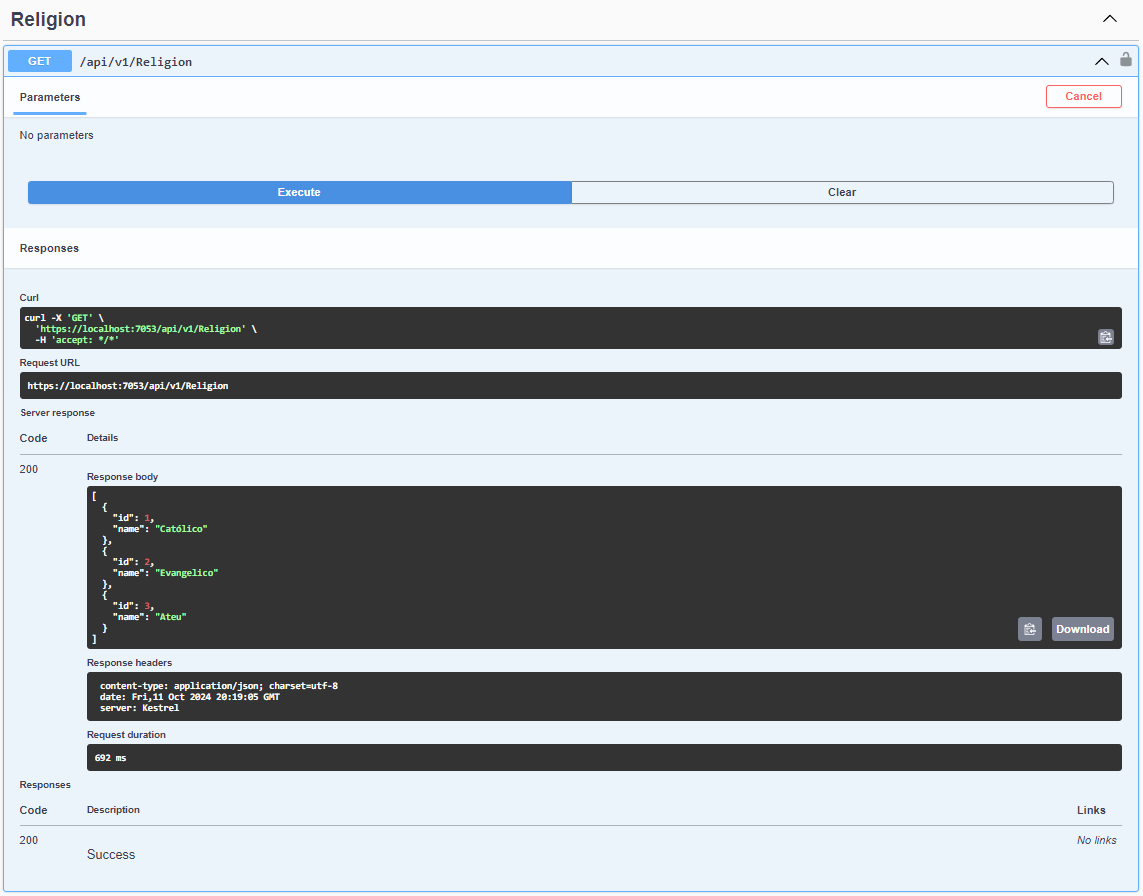 Religion
GET /api/v1/Religion
Parameters
Cancel
No parameters
Execute
Clear
Responses
Curl
curl -X 'GET' \
  'https://localhost:7053/api/v1/Religion' \
  -H 'accept: */*'
Request URL
https://localhost:7053/api/v1/Religion
Server response
Code Details
200
Response body
[
  {
    "id": 1,
    "name": "Católico"
  },
  {
    "id": 2,
    "name": "Evangelico"
  },
  {
    "id": 3,
    "name": "Ateu"
  }
]
Download
Response headers
content-type: application/json; charset=utf-8
date: Fri,11 Oct 2024 20:19:05 GMT
server: Kestrel
Request duration
692 ms
Responses
Code Description Links
200
Success
No links